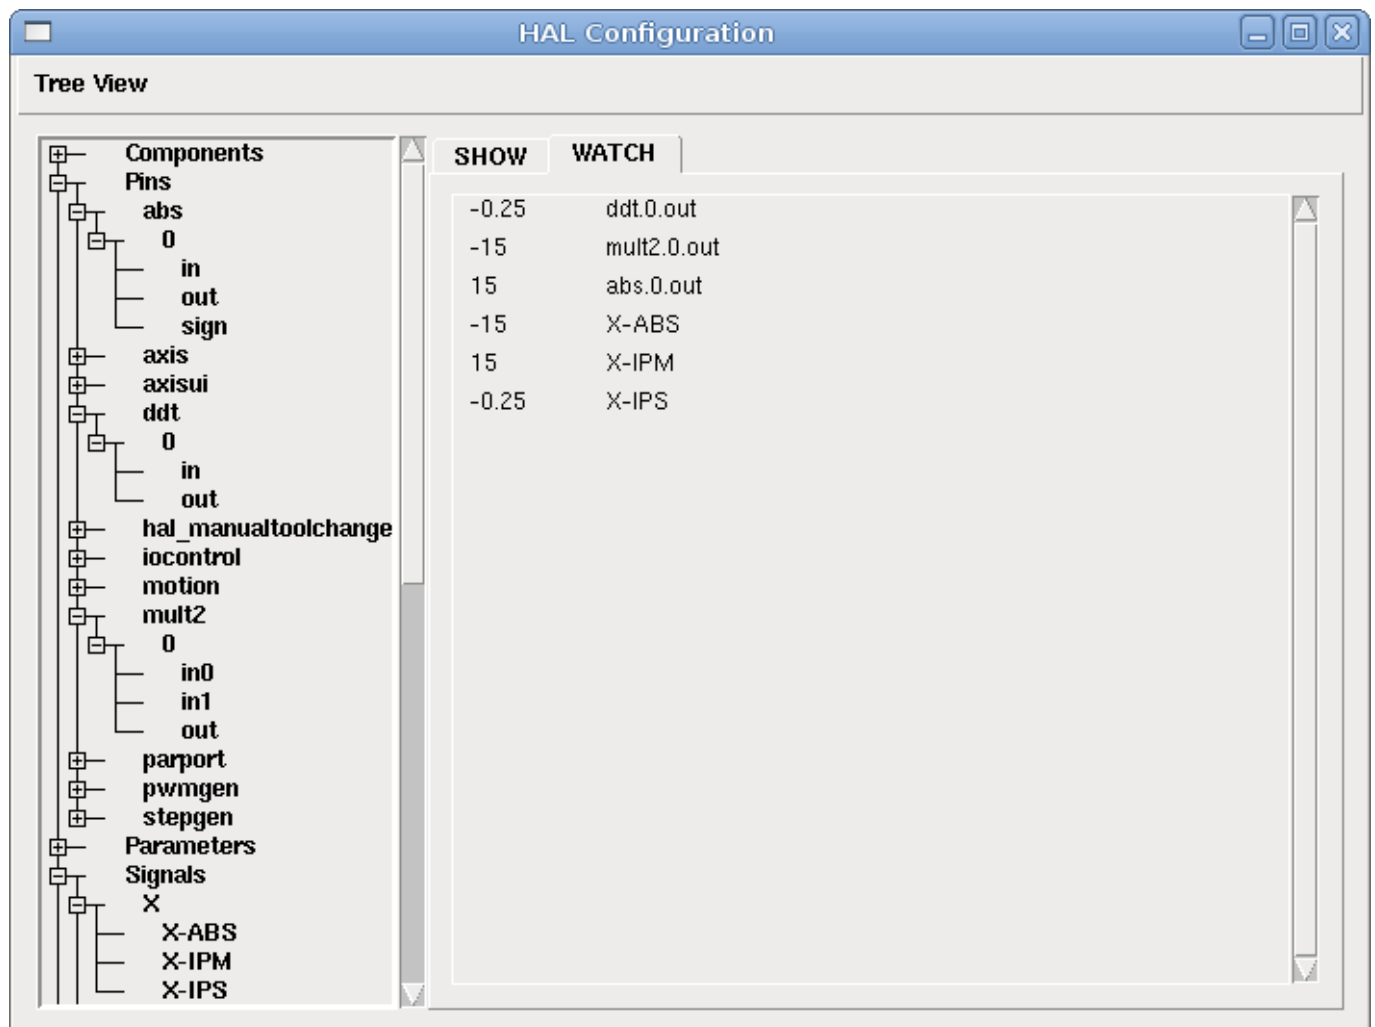 HAL Configuration
Tree View
Components
Pins
abs
0
in
out
sign
axis
axisui
ddt
0
in
out
hal_manualtoolchange
iocontrol
motion
mult2
0
in0
in1
out
parport
pwmgen
stepgen
Parameters
Signals
X
X-ABS
X-IPM
X-IPS
SHOW WATCH
-0.25 ddt.0.out
-15 mult2.0.out
15 abs.0.out
-15 X-ABS
15 X-IPM
-0.25 X-IPS